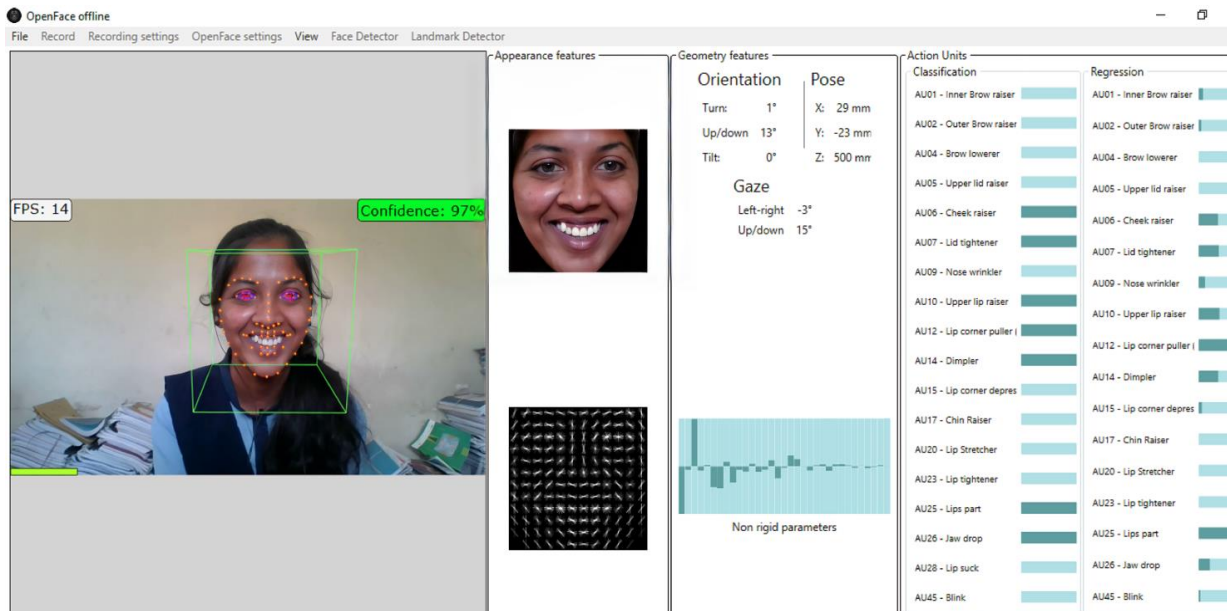 OpenFace offline
File Record Recording settings OpenFace settings View Face Detector Landmark Detector
FPS: 14
Confidence: 97%
Appearance features
Geometry features
Orientation
Turn: 1°
Up/down 13°
Tilt: 0°
Pose
X: 29 mm
Y: -23 mm
Z: 500 mm
Gaze
Left-right -3°
Up/down 15°
Non rigid parameters
Action Units
Classification
AU01 - Inner Brow raiser
AU02 - Outer Brow raiser
AU04 - Brow lowerer
AU05 - Upper lid raiser
AU06 - Cheek raiser
AU07 - Lid tightener
AU09 - Nose wrinkler
AU10 - Upper lip raiser
AU12 - Lip corner puller (
AU14 - Dimpler
AU15 - Lip corner depres
AU17 - Chin Raiser
AU20 - Lip Stretcher
AU23 - Lip tightener
AU25 - Lips part
AU26 - Jaw drop
AU28 - Lip suck
AU45 - Blink
Regression
AU01 - Inner Brow raiser
AU02 - Outer Brow raiser
AU04 - Brow lowerer
AU05 - Upper lid raiser
AU06 - Cheek raiser
AU07 - Lid tightener
AU09 - Nose wrinkler
AU10 - Upper lip raiser
AU12 - Lip corner puller (
AU14 - Dimpler
AU15 - Lip corner depres
AU17 - Chin Raiser
AU20 - Lip Stretcher
AU23 - Lip tightener
AU25 - Lips part
AU26 - Jaw drop
AU45 - Blink